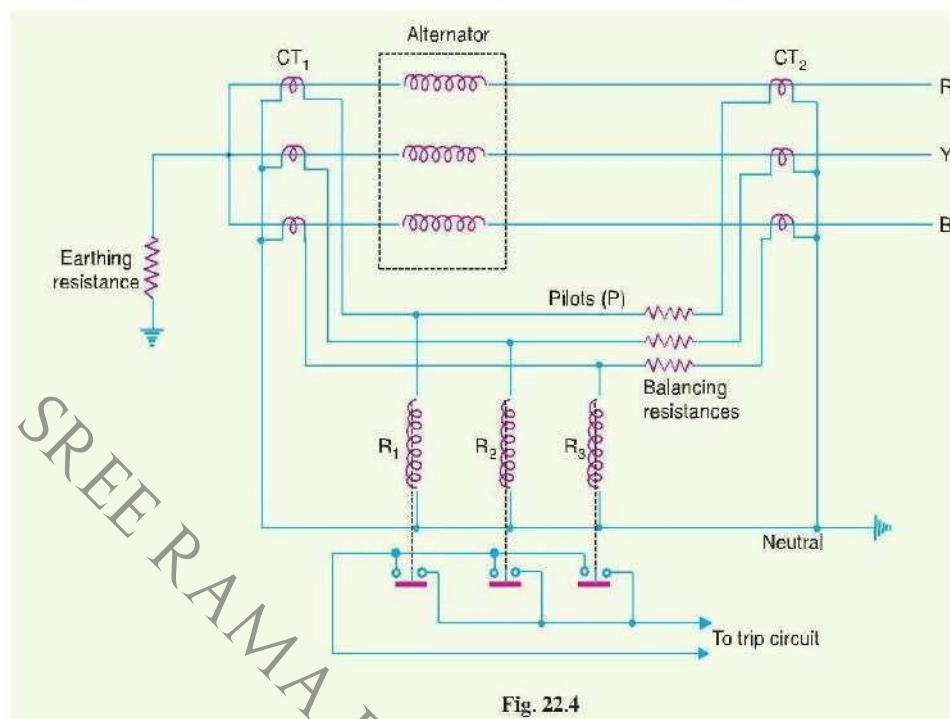 Alternator
CT1
CT2
R
Y
B
Earthing
resistance
Pilots (P)
Balancing
resistances
R1
R2
R3
Neutral
To trip circuit
Fig. 22.4
SREE RAMA